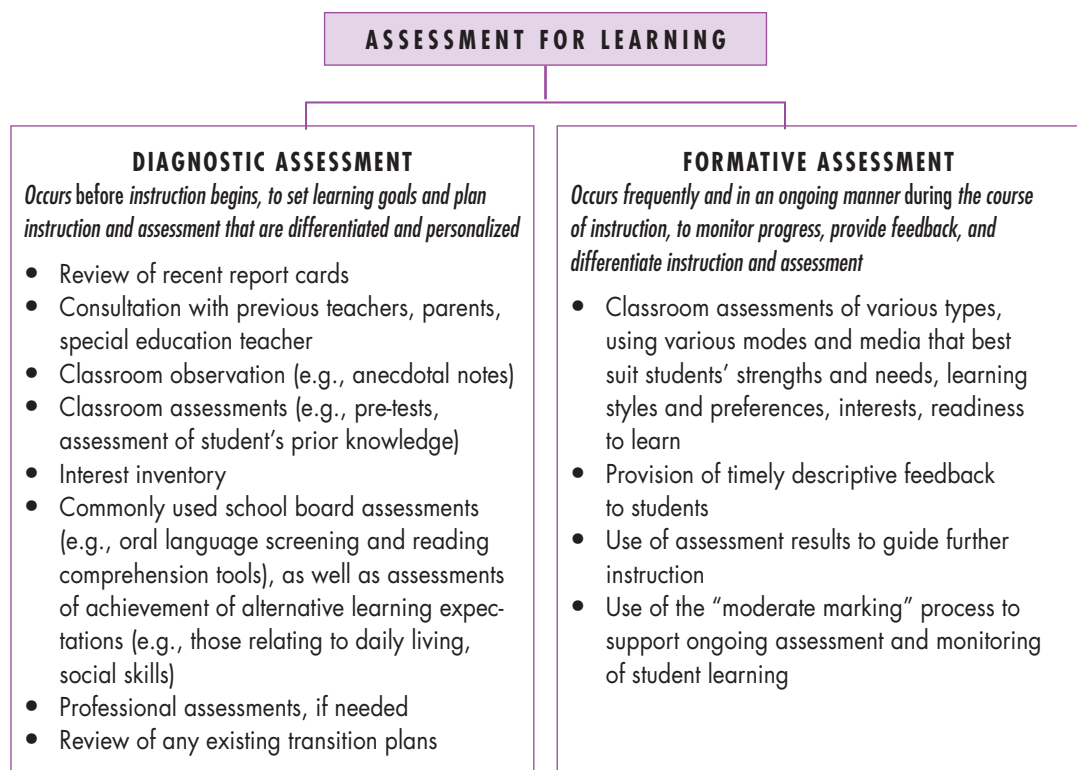 ASSESSMENT FOR LEARNING
DIAGNOSTIC ASSESSMENT
Occurs before instruction begins, to set learning goals and plan
instruction and assessment that are differentiated and personalized
• Review of recent report cards
• Consultation with previous teachers, parents,
special education teacher
• Classroom observation (e.g., anecdotal notes)
• Classroom assessments (e.g., pre-tests,
assessment of student’s prior knowledge)
• Interest inventory
• Commonly used school board assessments
(e.g., oral language screening and reading
comprehension tools), as well as assessments
of achievement of alternative learning expec-
tations (e.g., those relating to daily living,
social skills)
• Professional assessments, if needed
• Review of any existing transition plans
FORMATIVE ASSESSMENT
Occurs frequently and in an ongoing manner during the course
of instruction, to monitor progress, provide feedback, and
differentiate instruction and assessment
• Classroom assessments of various types,
using various modes and media that best
suit students’ strengths and needs, learning
styles and preferences, interests, readiness
to learn
• Provision of timely descriptive feedback
to students
• Use of assessment results to guide further
instruction
• Use of the “moderate marking” process to
support ongoing assessment and monitoring
of student learning